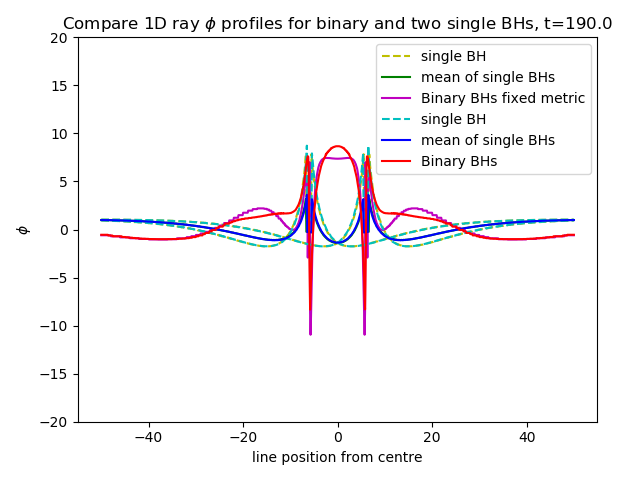 Compare 1D ray ϕ profiles for binary and two single BHs, t=190.0
single BH
mean of single BHs
Binary BHs fixed metric
single BH
mean of single BHs
Binary BHs
20
15
10
5
0
−5
−10
−15
−20
ϕ
−40 −20 0 20 40
line position from centre